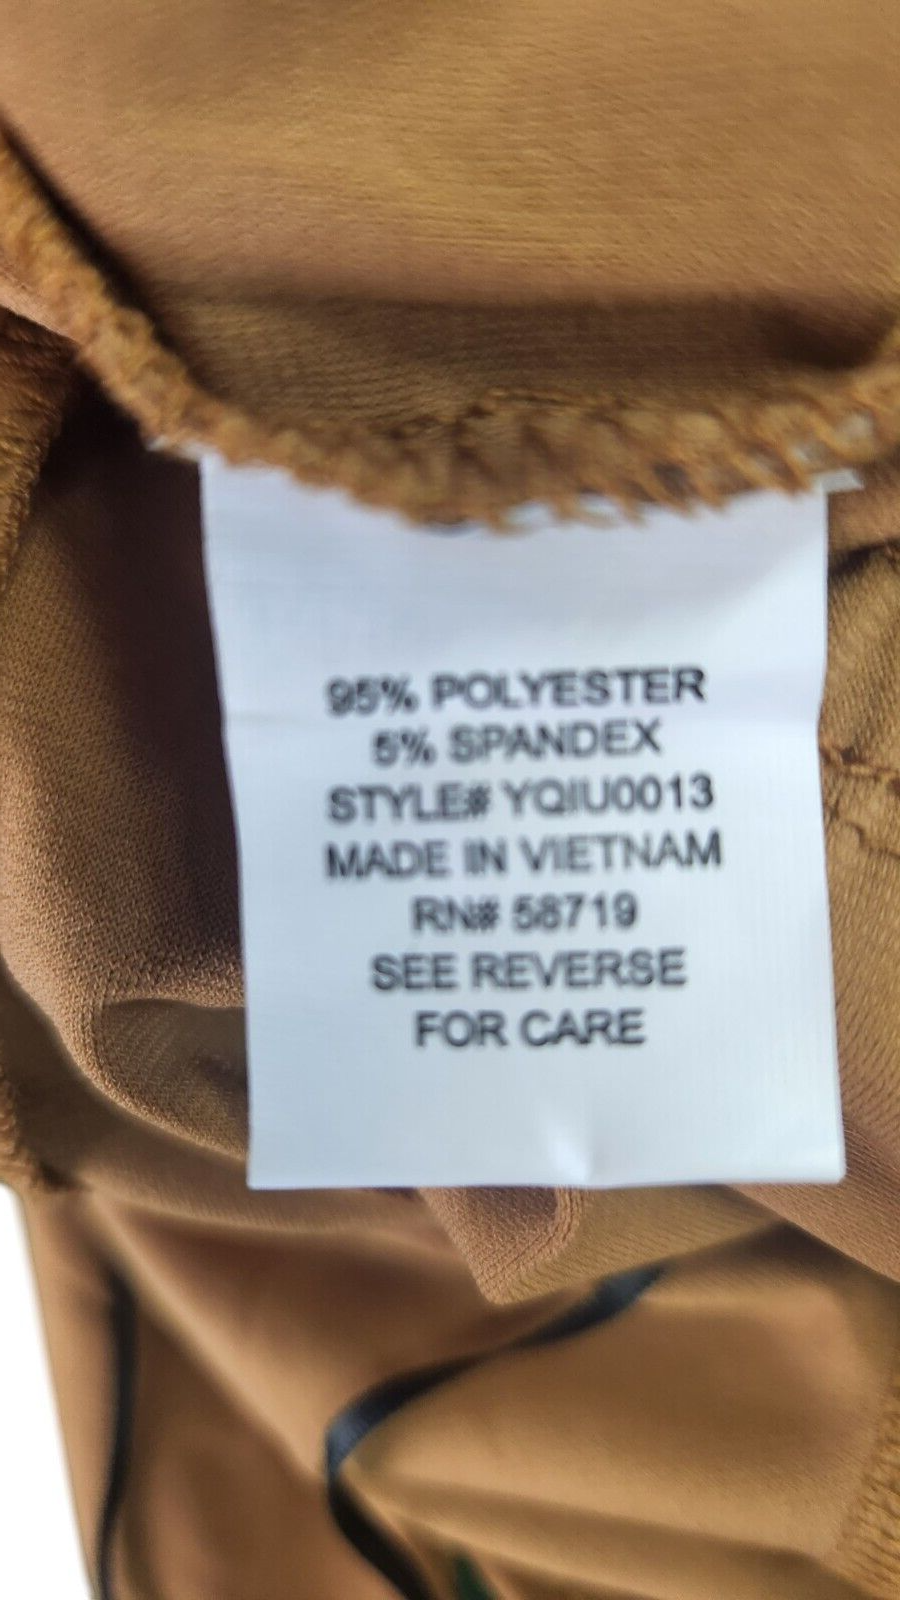 95% POLYESTER
5% SPANDEX
STYLE# YQIU0013
MADE IN VIETNAM
RN# 58719
SEE REVERSE
FOR CARE